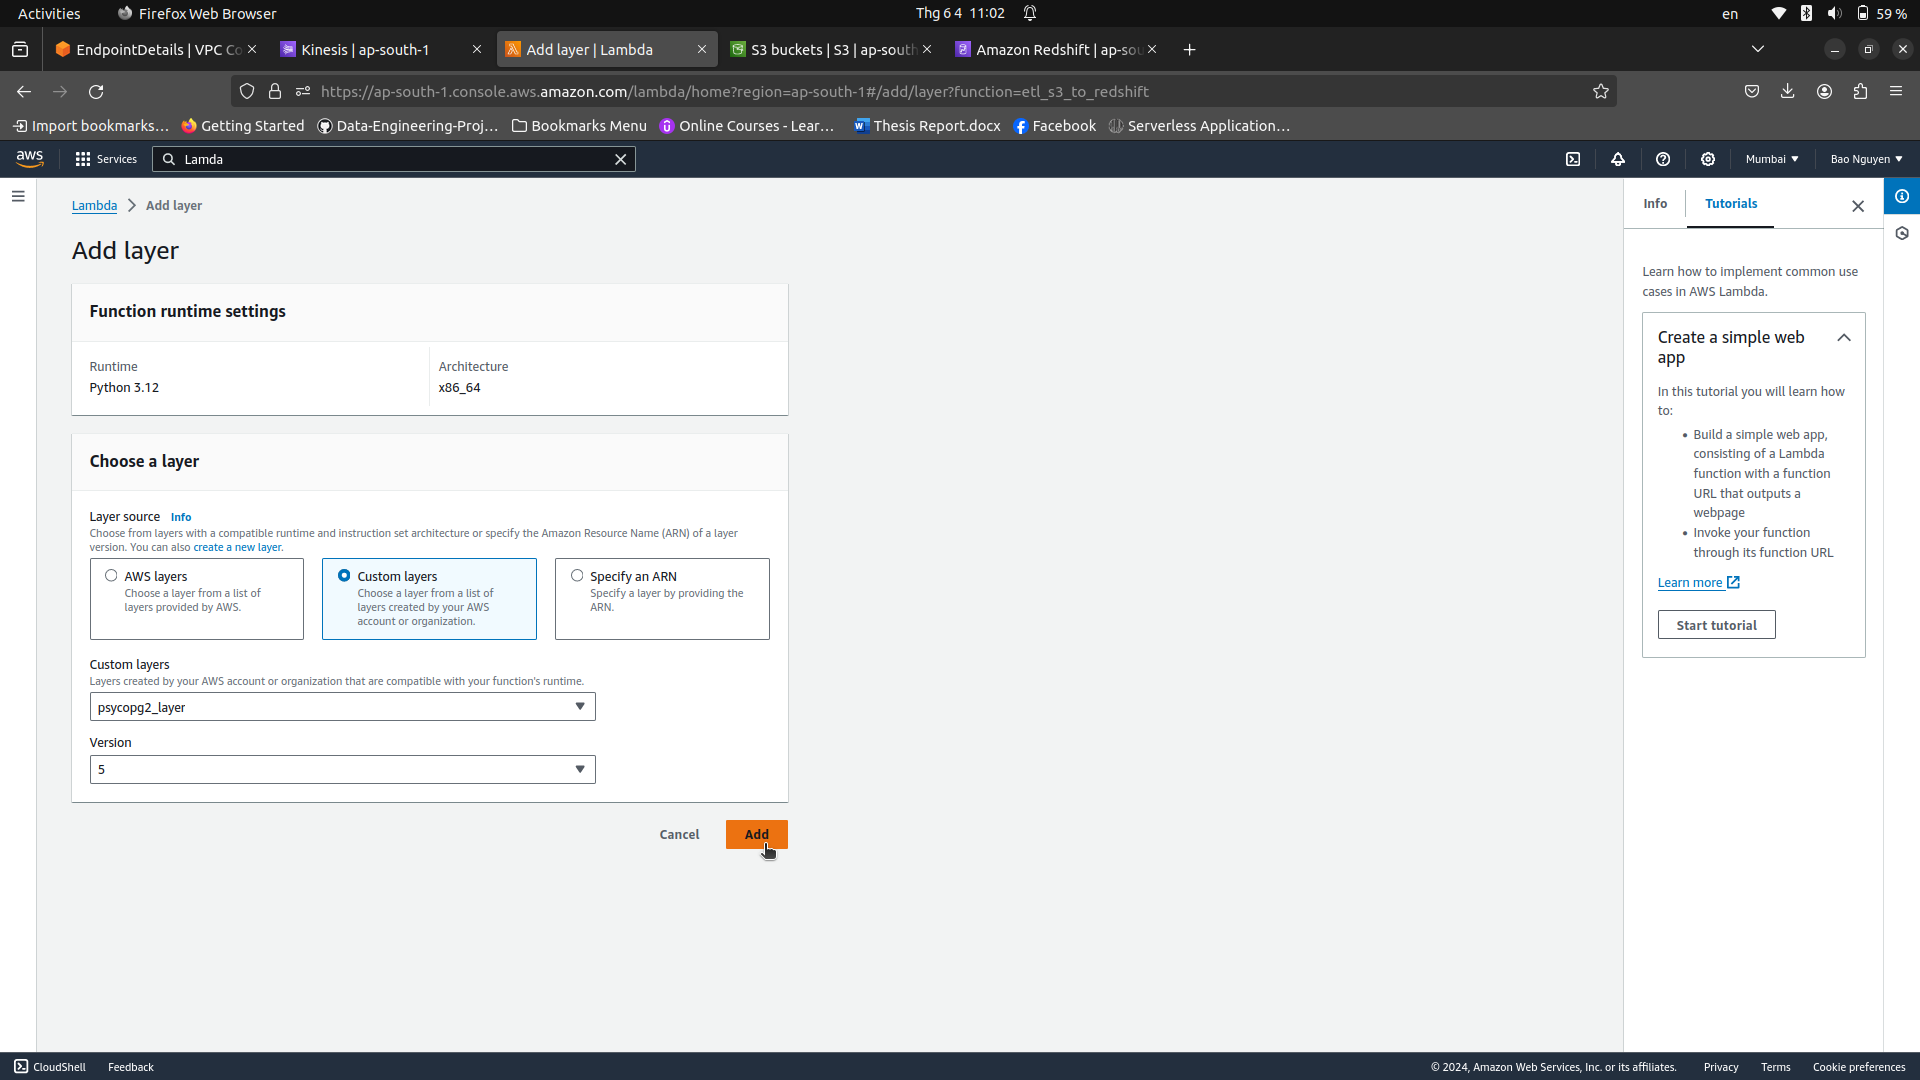 Activities
Firefox Web Browser
Thg 6 4 11:02
en
59 %
EndpointDetails | VPC Co
Kinesis | ap-south-1
Add layer | Lambda
S3 buckets | S3 | ap-south
Amazon Redshift | ap-sou
https://ap-south-1.console.aws.amazon.com/lambda/home?region=ap-south-1#/add/layer?function=etl_s3_to_redshift
Import bookmarks…
Getting Started
Data-Engineering-Proj…
Bookmarks Menu
Online Courses - Lear…
Thesis Report.docx
Facebook
Serverless Application…
aws
Services
Lamda
Mumbai
Bao Nguyen
Lambda
Add layer
Add layer
Function runtime settings
Runtime
Python 3.12
Architecture
x86_64
Choose a layer
Layer source Info
Choose from layers with a compatible runtime and instruction set architecture or specify the Amazon Resource Name (ARN) of a layer
version. You can also create a new layer.
AWS layers
Choose a layer from a list of
layers provided by AWS.
Custom layers
Choose a layer from a list of
layers created by your AWS
account or organization.
Specify an ARN
Specify a layer by providing the
ARN.
Custom layers
Layers created by your AWS account or organization that are compatible with your function's runtime.
psycopg2_layer
Version
5
Cancel
Add
Info
Tutorials
Learn how to implement common use
cases in AWS Lambda.
Create a simple web
app
In this tutorial you will learn how
to:
• Build a simple web app,
consisting of a Lambda
function with a function
URL that outputs a
webpage
• Invoke your function
through its function URL
Learn more
Start tutorial
CloudShell
Feedback
© 2024, Amazon Web Services, Inc. or its affiliates.
Privacy
Terms
Cookie preferences